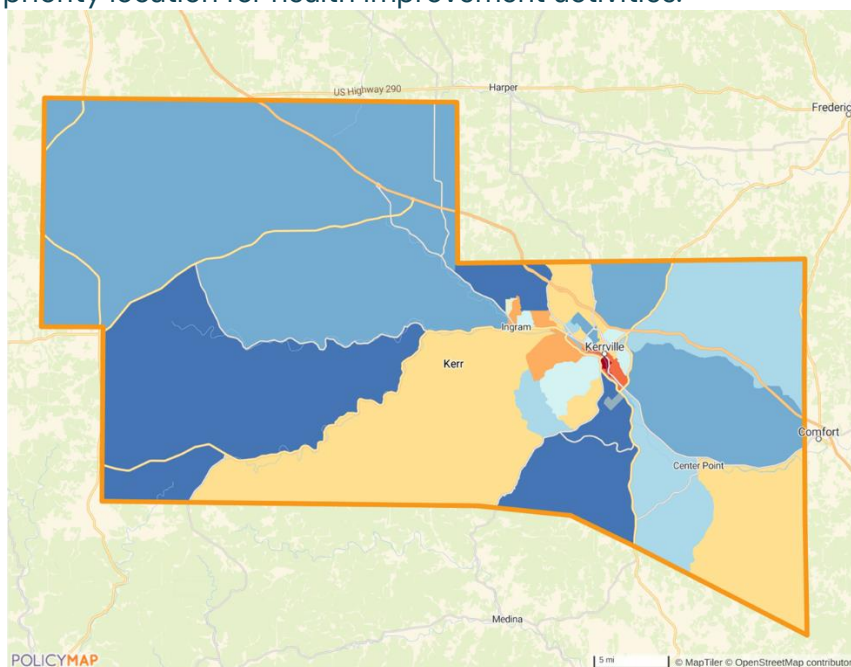 priority location for health improvement activities.
US Highway 290
Harper
Frederic
Ingram
Kerrville
Kerr
Comfort
Center Point
Medina
POLICYMAP
5 mi
© MapTiler © OpenStreetMap contributor